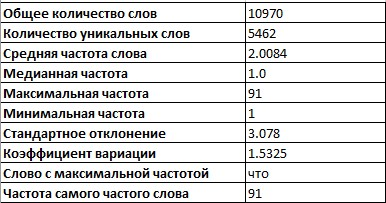 Общее количество слов 10970
Количество уникальных слов 5462
Средняя частота слова 2.0084
Медианная частота 1.0
Максимальная частота 91
Минимальная частота 1
Стандартное отклонение 3.078
Коэффициент вариации 1.5325
Слово с максимальной частотой что
Частота самого частого слова 91